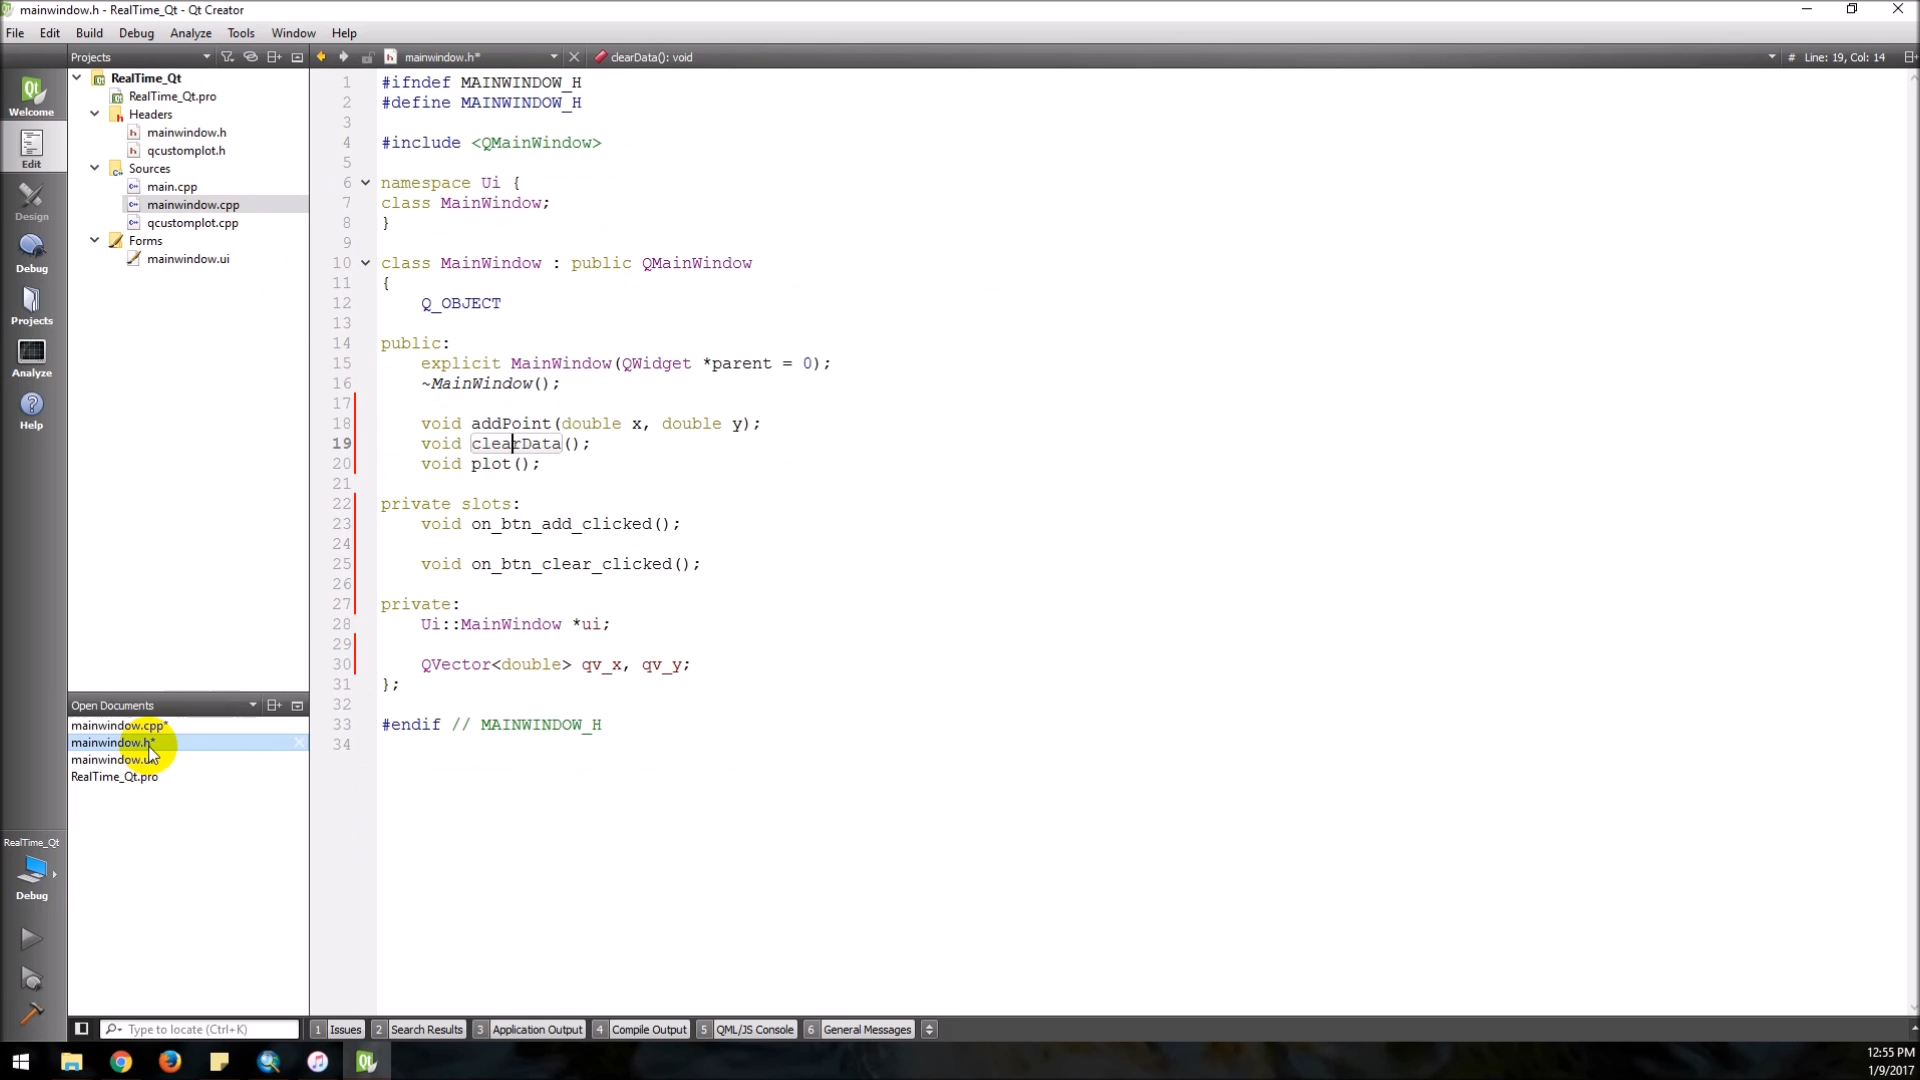 mainwindow.h - RealTime_Qt - Qt Creator
File Edit Build Debug Analyze Tools Window Help
Projects
mainwindow.h*
clearData(): void
# Line: 19, Col: 14
Welcome
Edit
Design
Debug
Projects
Analyze
Help
RealTime_Qt
RealTime_Qt.pro
Headers
mainwindow.h
qcustomplot.h
Sources
main.cpp
mainwindow.cpp
qcustomplot.cpp
Forms
mainwindow.ui
1 #ifndef MAINWINDOW_H
2 #define MAINWINDOW_H
3
4 #include <QMainWindow>
5
6 namespace Ui {
7 class MainWindow;
8 }
9
10 class MainWindow : public QMainWindow
11 {
12 Q_OBJECT
13
14 public:
15 explicit MainWindow(QWidget *parent = 0);
16 ~MainWindow();
17
18 void addPoint(double x, double y);
19 void clearData();
20 void plot();
21
22 private slots:
23 void on_btn_add_clicked();
24
25 void on_btn_clear_clicked();
26
27 private:
28 Ui::MainWindow *ui;
29
30 QVector<double> qv_x, qv_y;
31 };
32
33 #endif // MAINWINDOW_H
34
Open Documents
mainwindow.cpp*
mainwindow.h*
RealTime_Qt.pro
RealTime_Qt
Debug
Type to locate (Ctrl+K)
1 Issues 2 Search Results 3 Application Output 4 Compile Output 5 QML/JS Console 6 General Messages
12:55 PM
1/9/2017